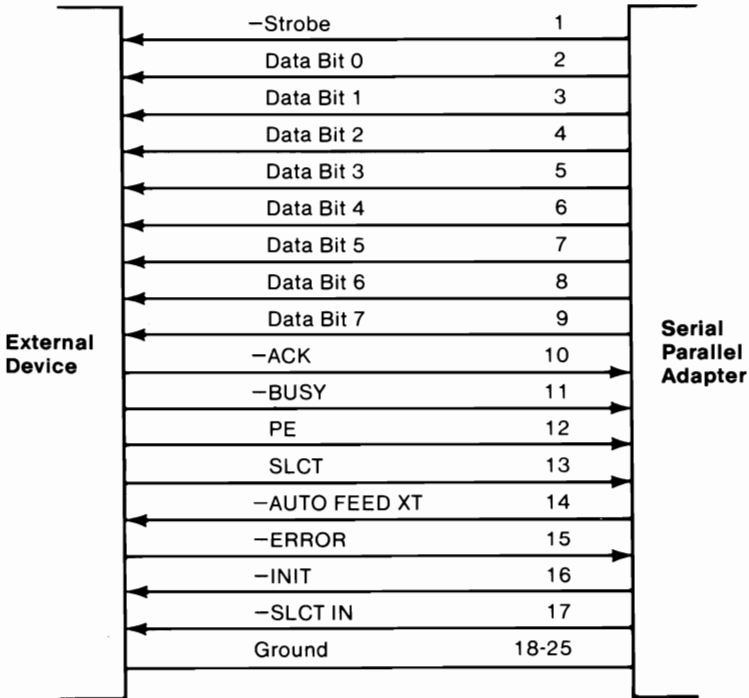 −Strobe 1
Data Bit 0 2
Data Bit 1 3
Data Bit 2 4
Data Bit 3 5
Data Bit 4 6
Data Bit 5 7
Data Bit 6 8
Data Bit 7 9
External
Device
Serial
Parallel
Adapter
−ACK 10
−BUSY 11
PE 12
SLCT 13
−AUTO FEED XT 14
−ERROR 15
−INIT 16
−SLCT IN 17
Ground 18-25